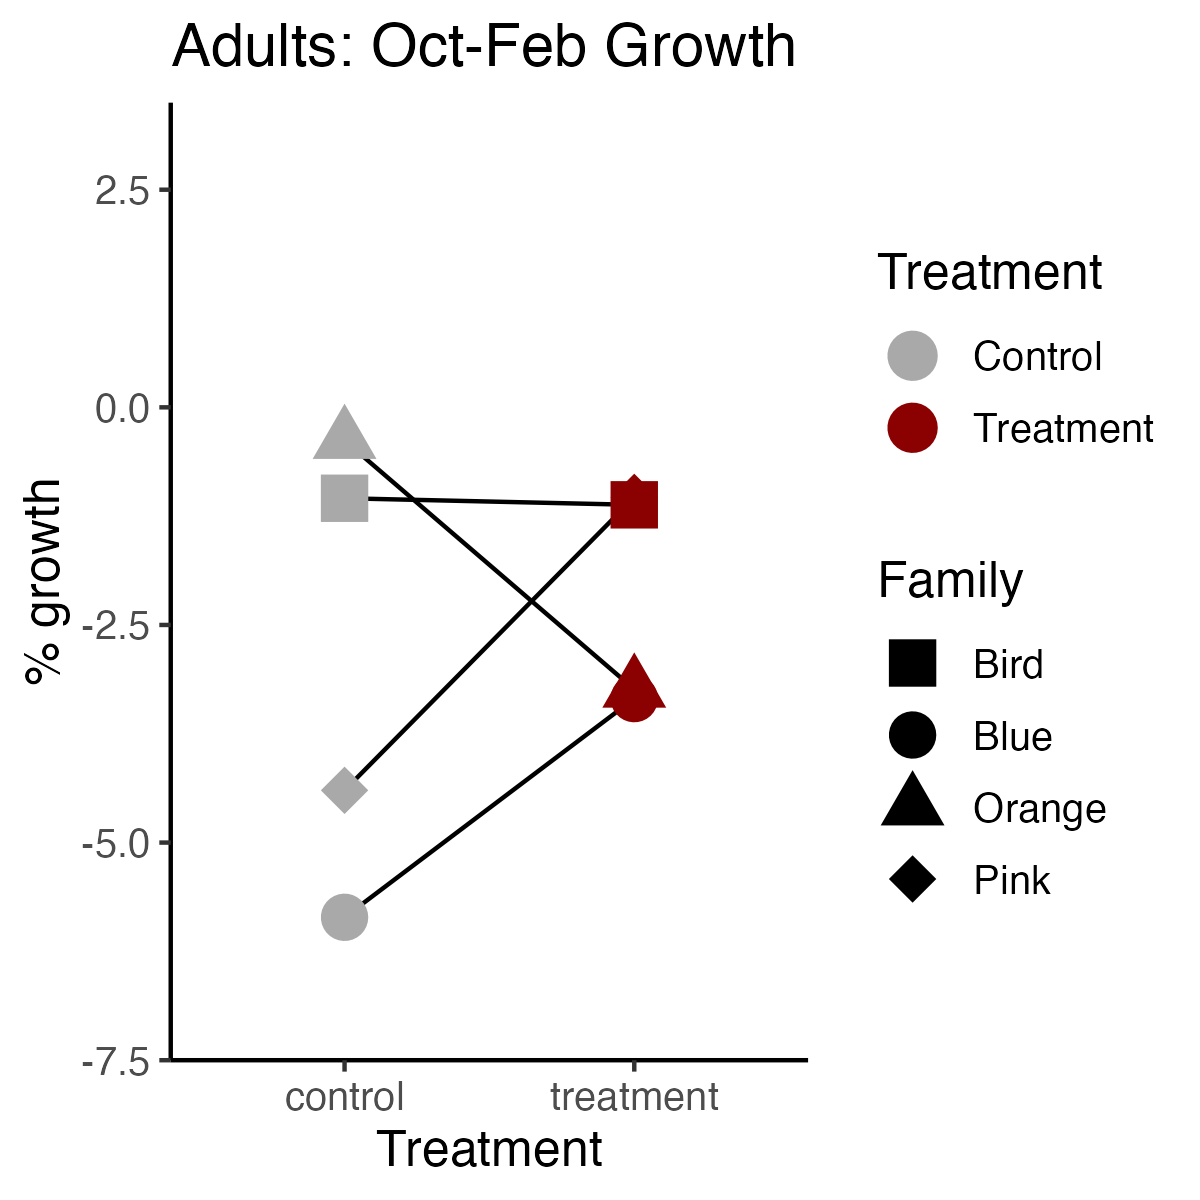 Adults: Oct-Feb Growth
% growth
2.5
0.0
-2.5
-5.0
-7.5
control
treatment
Treatment
Treatment
Control
Treatment
Family
Bird
Blue
Orange
Pink